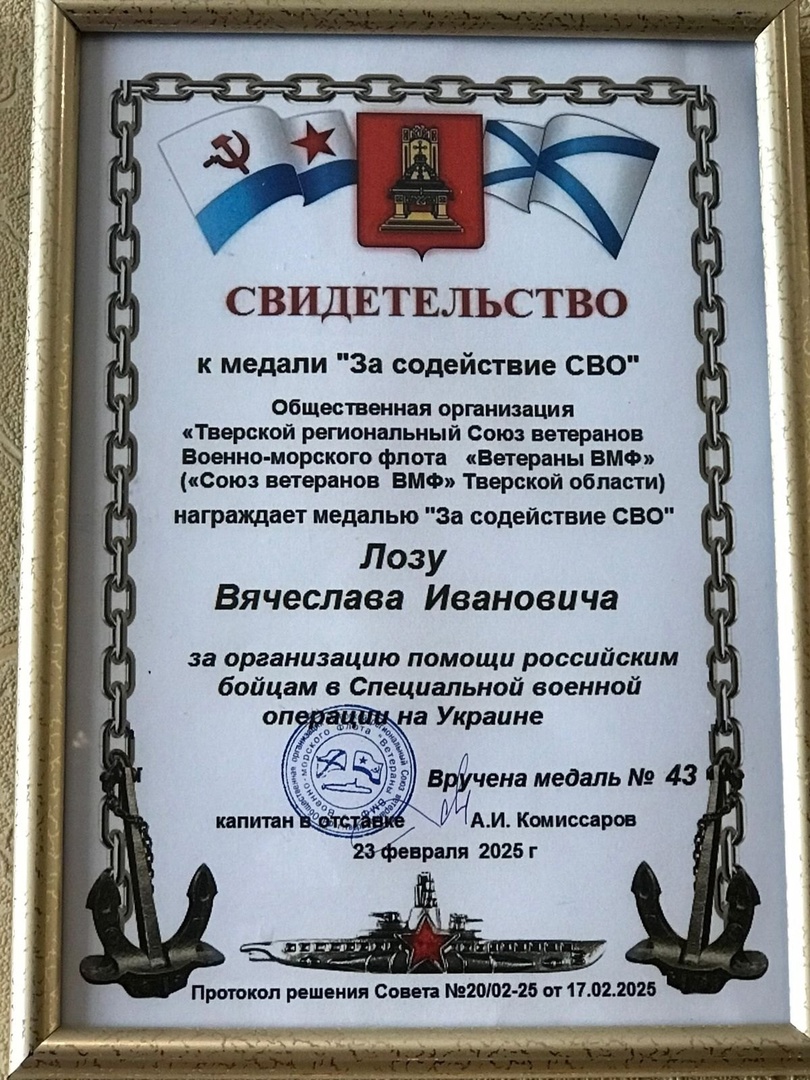 СВИДЕТЕЛЬСТВО
к медали "За содействие СВО"
Общественная организация
«Тверской региональный Союз ветеранов
Военно-морского флота «Ветераны ВМФ»
(«Союз ветеранов ВМФ» Тверской области)
награждает медалью "За содействие СВО"
Лозу
Вячеслава Ивановича
за организацию помощи российским
бойцам в Специальной военной
операции на Украине
Вручена медаль № 43
капитан в отставке А.И. Комиссаров
23 февраля 2025 г
Протокол решения Совета №20/02-25 от 17.02.2025